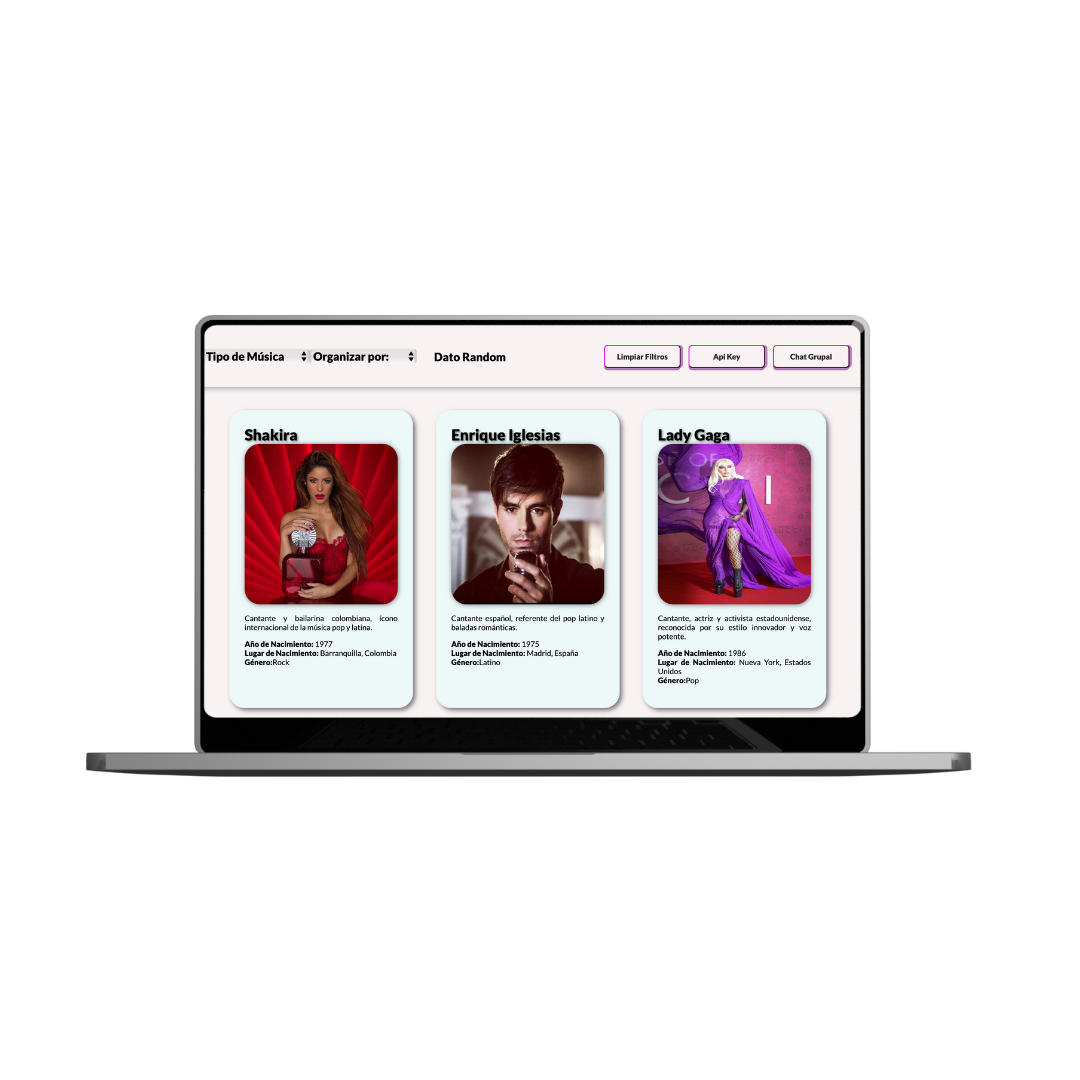 Tipo de Música Organizar por: Dato Random Limpiar Filtros Api Key Chat Grupal
Shakira
Cantante y bailarina colombiana, ícono
internacional de la música pop y latina.
Año de Nacimiento: 1977
Lugar de Nacimiento: Barranquilla, Colombia
Género:Rock
Enrique Iglesias
Cantante español, referente del pop latino y
baladas románticas.
Año de Nacimiento: 1975
Lugar de Nacimiento: Madrid, España
Género:Latino
Lady Gaga
Cantante, actriz y activista estadounidense,
reconocida por su estilo innovador y voz
potente.
Año de Nacimiento: 1986
Lugar de Nacimiento: Nueva York, Estados
Unidos
Género:Pop